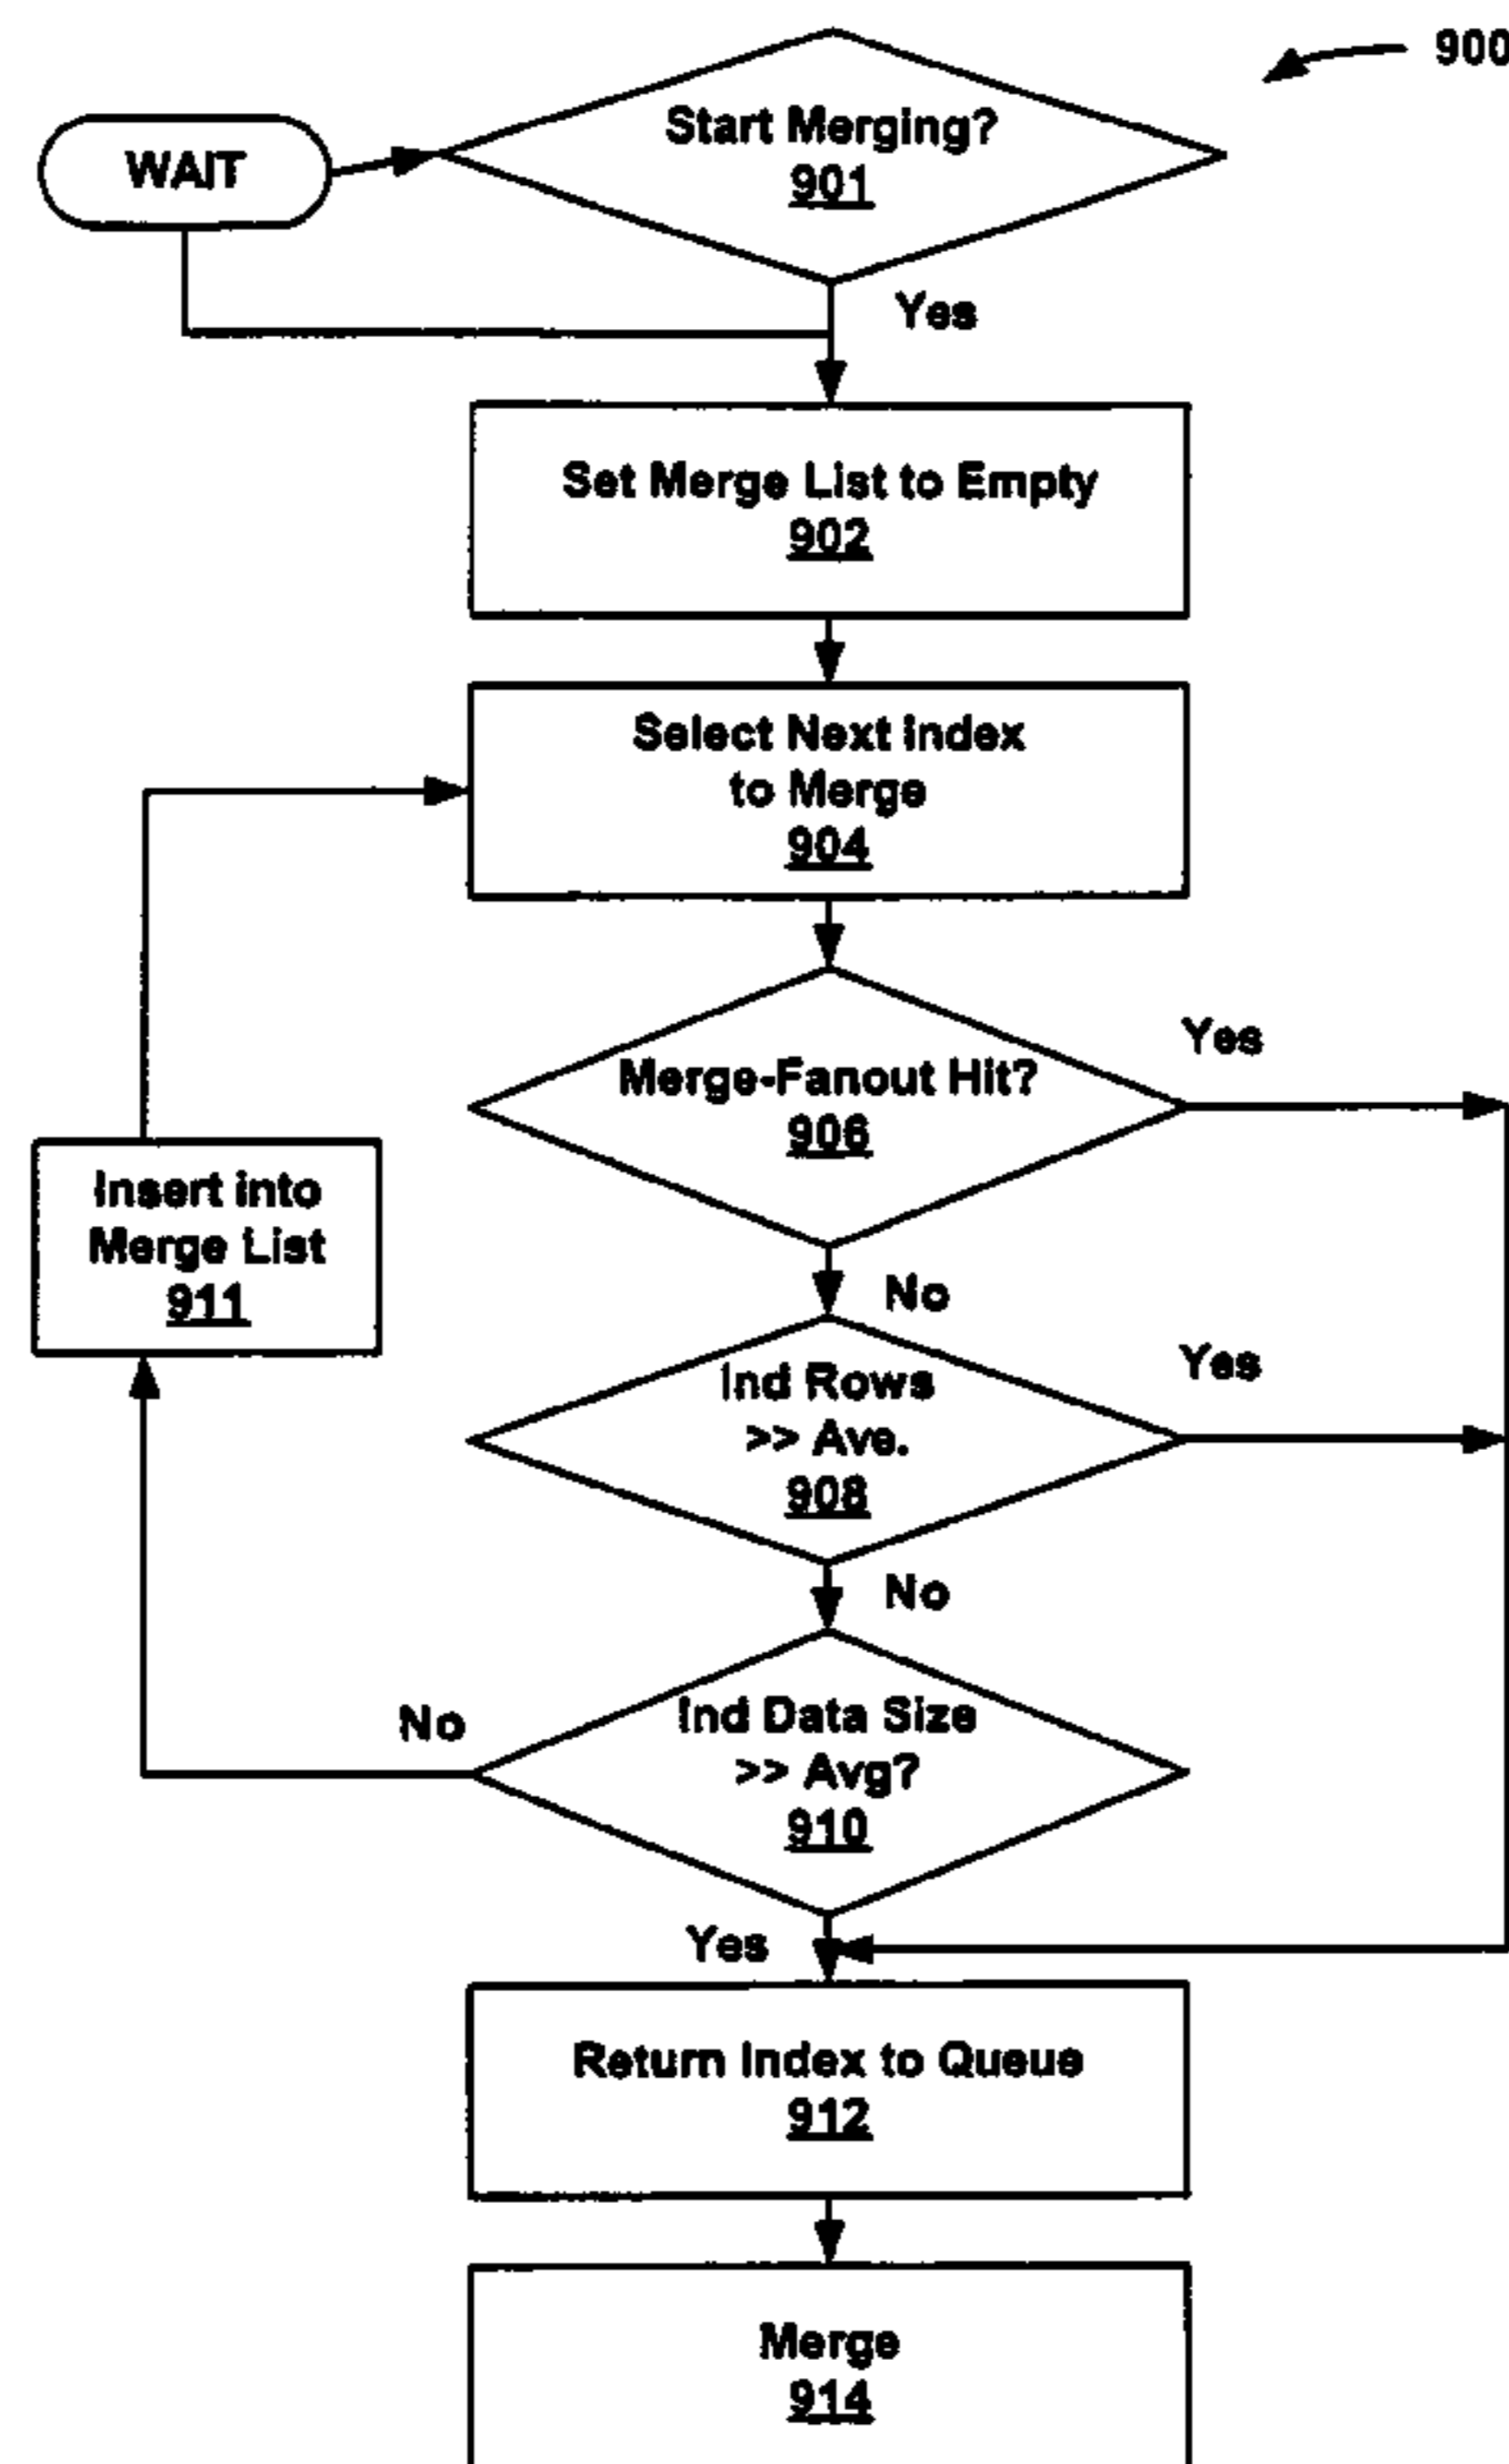 900
Start Merging?
901
WAIT
Yes
Set Merge List to Empty
902
Select Next Index
to Merge
904
Yes
Merge-Fanout Hit?
906
Insert into
Merge List
911
No
Yes
Ind Rows
>> Ave.
908
No
No
Ind Data Size
>> Avg?
910
Yes
Return Index to Queue
912
Merge
914